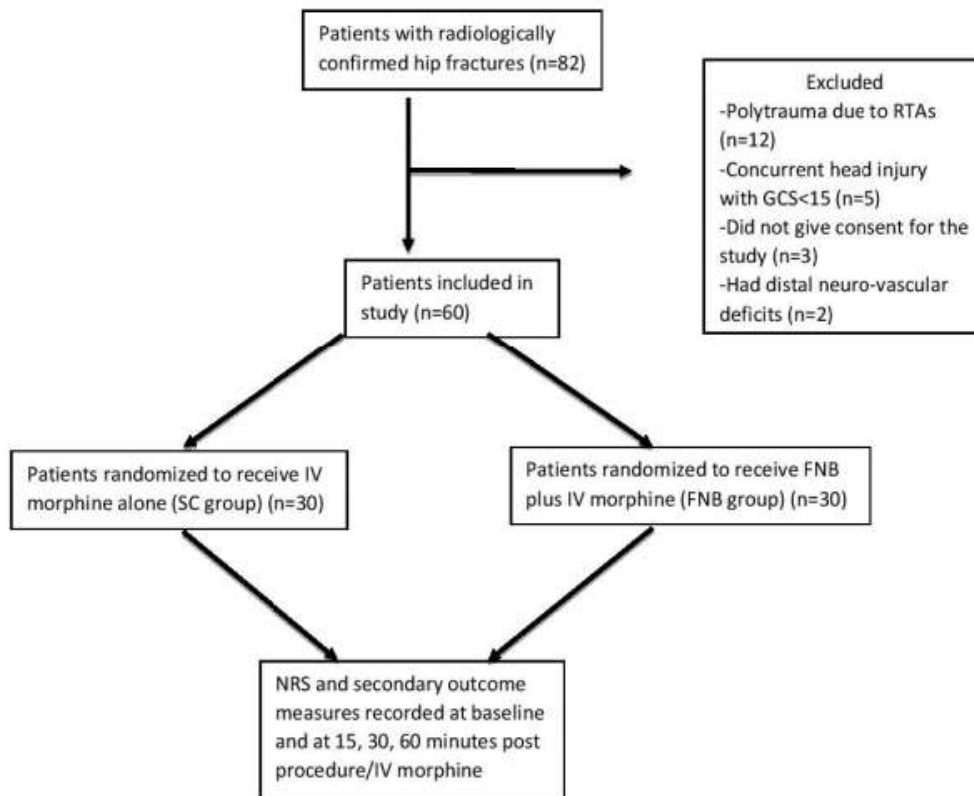 Patients with radiologically
confirmed hip fractures (n=82)
Excluded
-Polytrauma due to RTAs
(n=12)
-Concurrent head injury
with GCS<15 (n=5)
-Did not give consent for the
study (n=3)
-Had distal neuro-vascular
deficits (n=2)
Patients included in
study (n=60)
Patients randomized to receive IV
morphine alone (SC group) (n=30)
Patients randomized to receive FNB
plus IV morphine (FNB group) (n=30)
NRS and secondary outcome
measures recorded at baseline
and at 15, 30, 60 minutes post
procedure/IV morphine